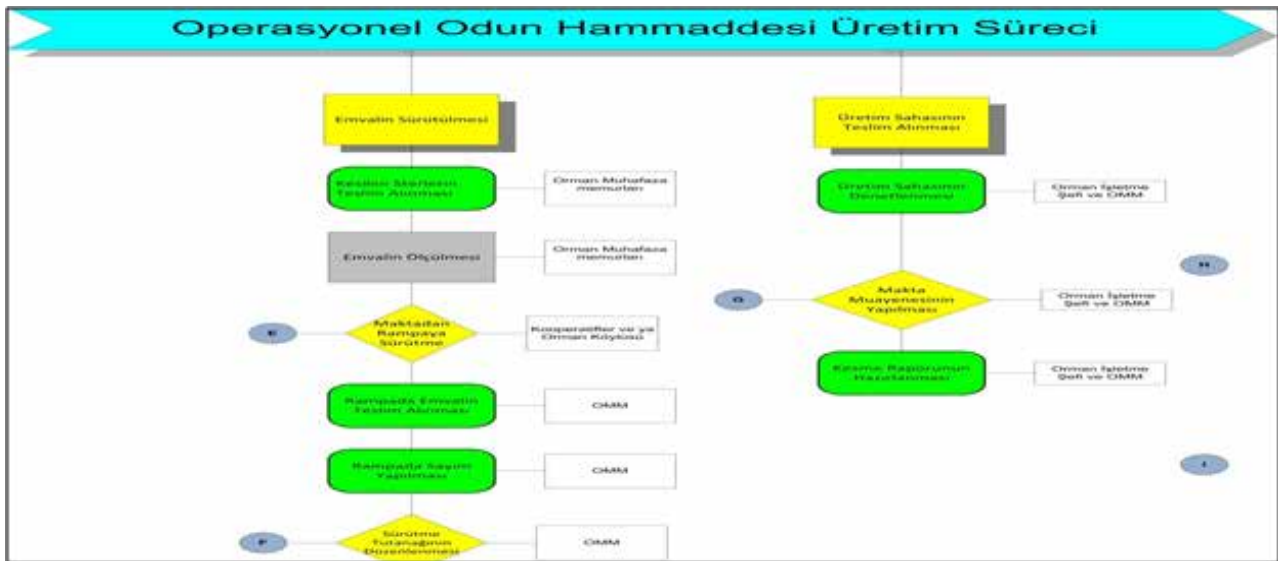 Operasyonel Odun Hammaddesi Üretim Süreci
Emvalin Sürütülmesi
Kesilen Sterlerin
Teslim Alınması
Orman Muhafaza
memurları
Emvalin Ölçülmesi
Orman Muhafaza
memurları
E
Maktadan
Rampaya
Sürütme
Kooperatifler ve ya
Orman Köylüsü
Rampada Emvalin
Teslim Alınması
OMM
Rampada Sayım
Yapılması
OMM
F
Sürütme
Tutanağının
Düzenlenmesi
OMM
Üretim Sahasının
Teslim Alınması
Üretim Sahasının
Denetlenmesi
Orman İşletme
Şefi ve OMM
G
Makta
Muayenesinin
Yapılması
Orman İşletme
Şefi ve OMM
H
Kesme Raporunun
Hazırlanması
Orman İşletme
Şefi ve OMM
I